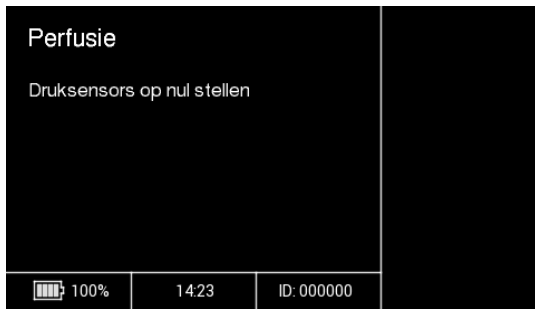 Perfusie
Druksensors op nul stellen
100%
14:23
ID: 000000